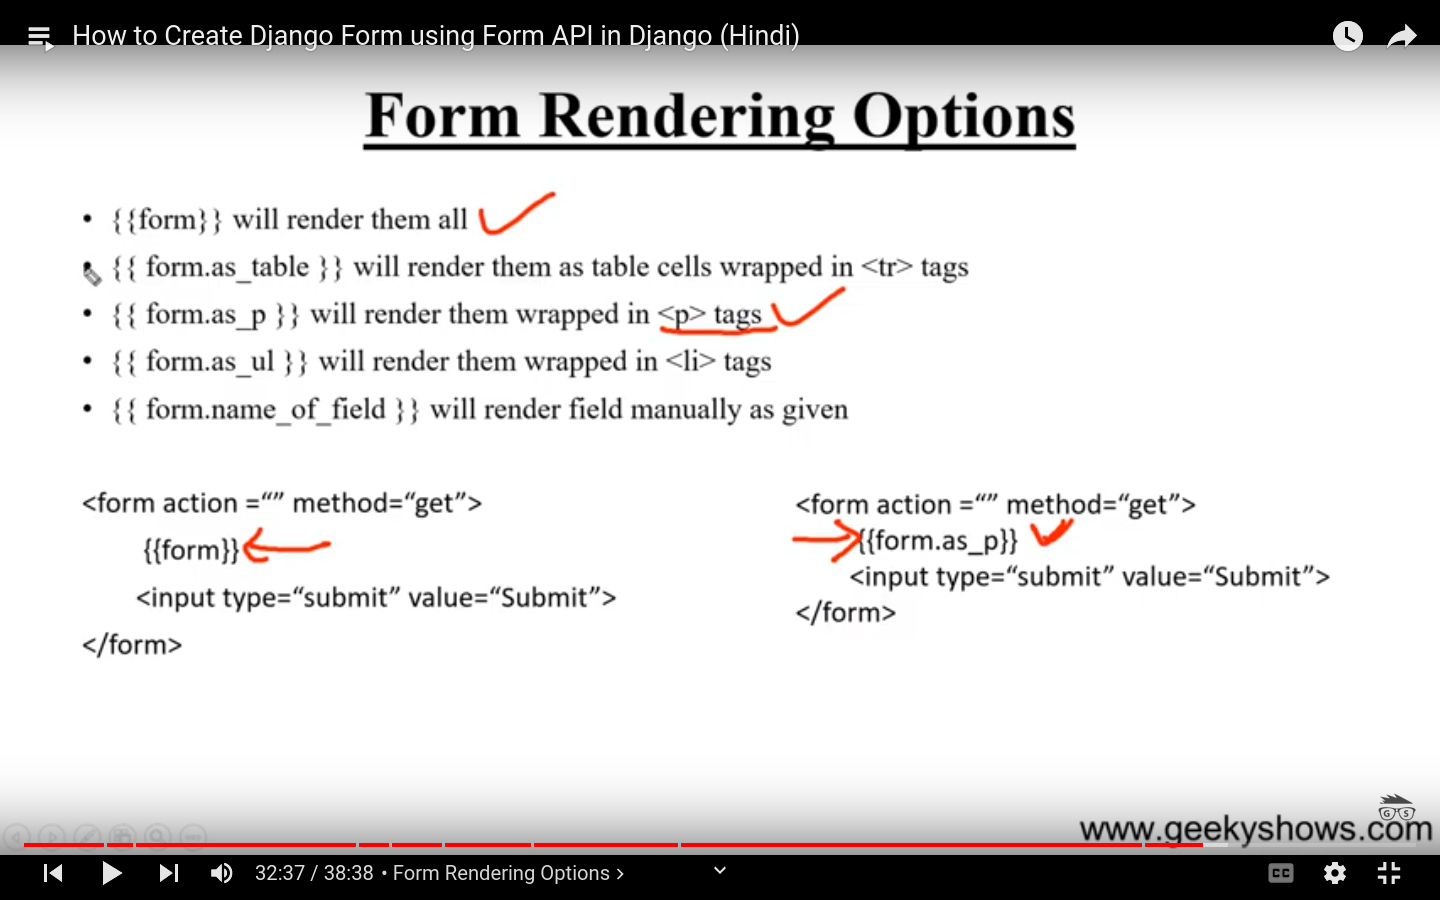 How to Create Django Form using Form API in Django (Hindi)
Form Rendering Options
• {{form}} will render them all
• {{ form.as_table }} will render them as table cells wrapped in <tr> tags
• {{ form.as_p }} will render them wrapped in <p> tags
• {{ form.as_ul }} will render them wrapped in <li> tags
• {{ form.name_of_field }} will render field manually as given
<form action =“” method=“get”>
{{form}}
<input type=“submit” value=“Submit”>
</form>
<form action =“” method=“get”>
{{form.as_p}}
<input type=“submit” value=“Submit”>
</form>
G S
www.geekyshows.com
32:37 / 38:38 • Form Rendering Options ›
CC